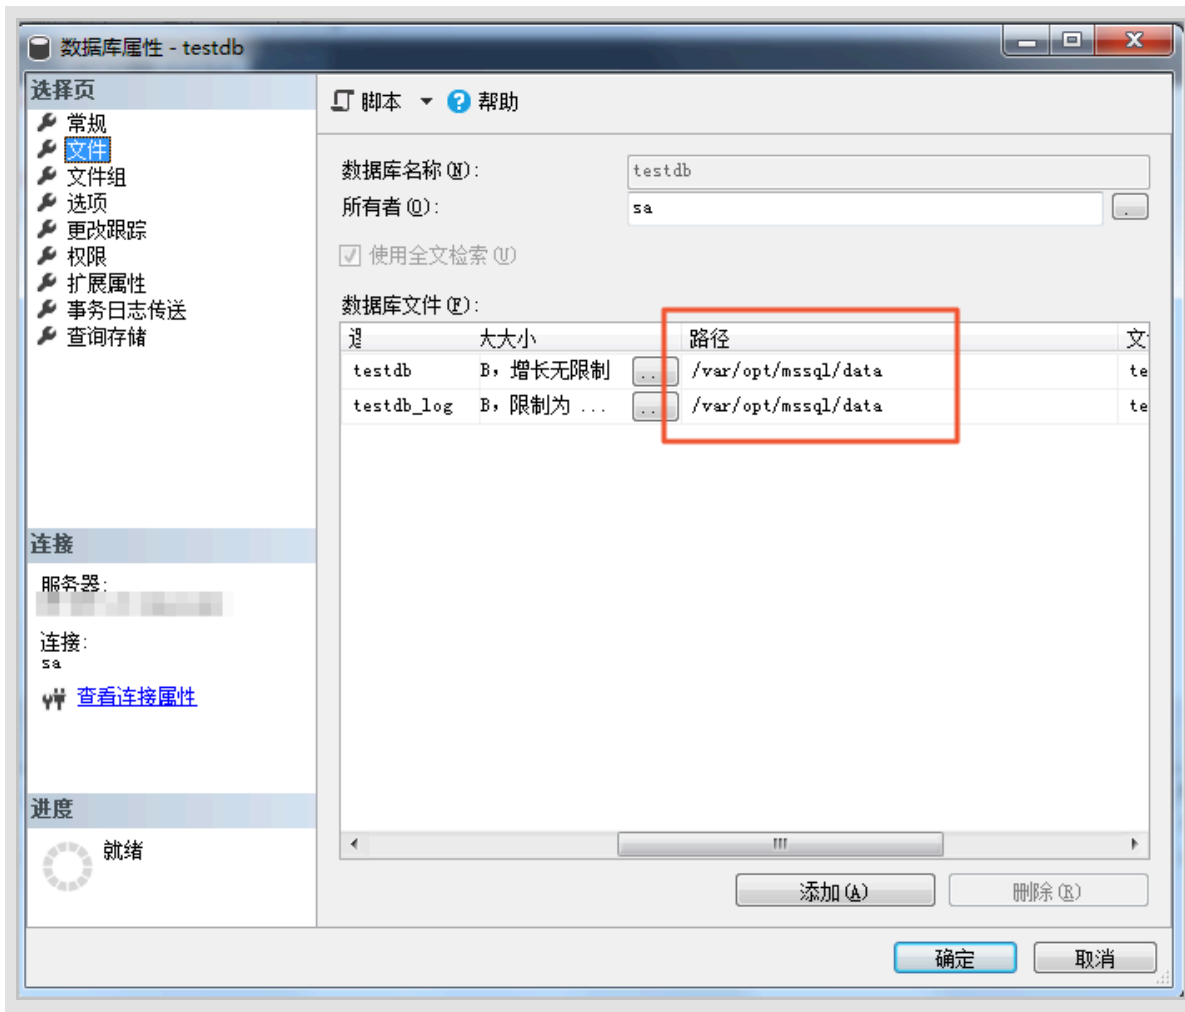 数据库属性 - testdb
选择页
常规
文件
文件组
选项
更改跟踪
权限
扩展属性
事务日志传送
查询存储
连接
服务器:
连接:
sa
查看连接属性
进度
就绪
脚本 帮助
数据库名称(N): testdb
所有者(O): sa
使用全文检索(U)
数据库文件(F):
大大小 路径
testdb B，增长无限制 .. /var/opt/mssql/data te
testdb_log B，限制为 ... .. /var/opt/mssql/data te
添加(A) 删除(R)
确定 取消